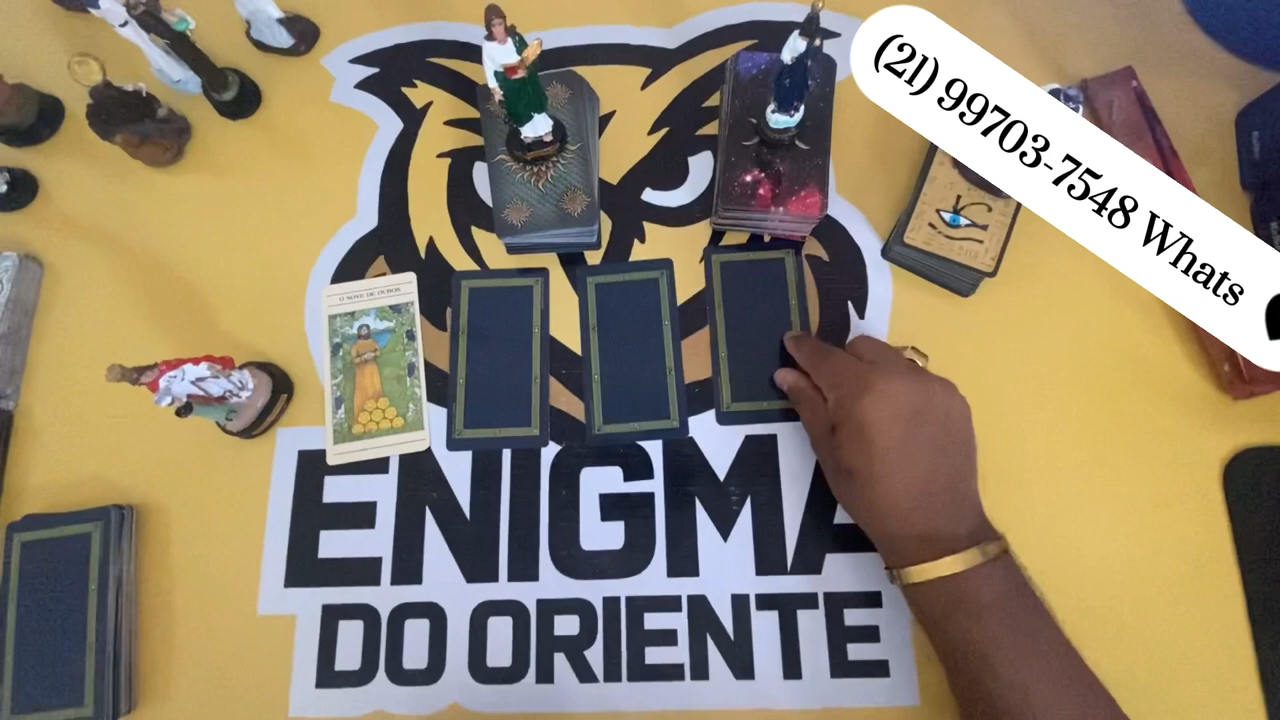 (21) 99703-7548 Whats
O NOVE DE OUROS
ENIGMA
DO ORIENTE